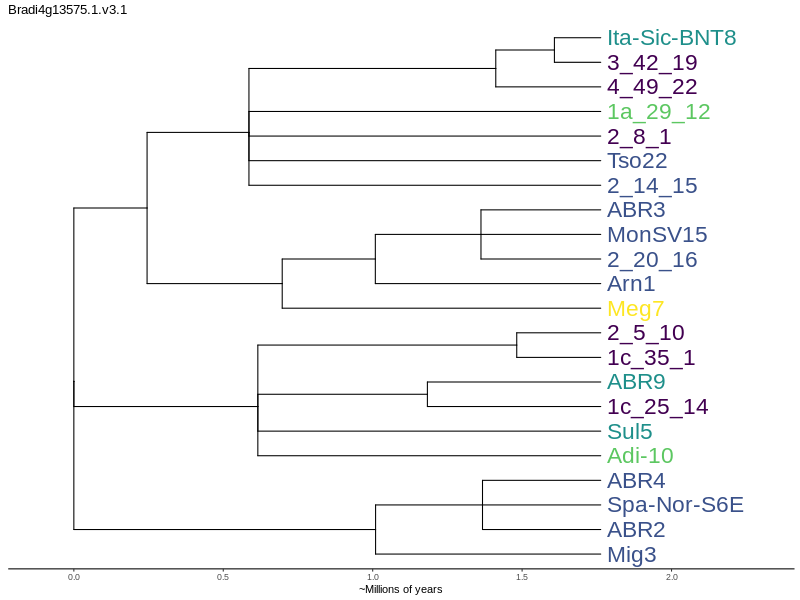 Bradi4g13575.1.v3.1
Ita-Sic-BNT8
3_42_19
4_49_22
1a_29_12
2_8_1
Tso22
2_14_15
ABR3
MonSV15
2_20_16
Arn1
Meg7
2_5_10
1c_35_1
ABR9
1c_25_14
Sul5
Adi-10
ABR4
Spa-Nor-S6E
ABR2
Mig3
0.0 0.5 1.0 1.5 2.0
~Millions of years